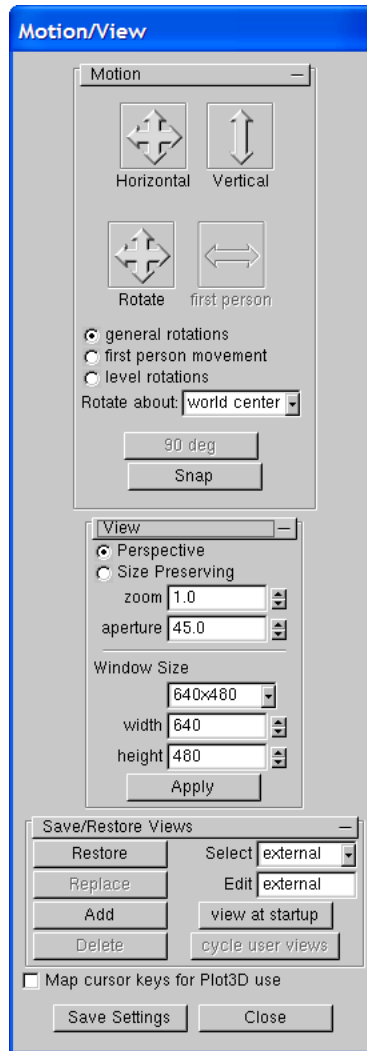 Motion/View
Motion
Horizontal Vertical
Rotate first person
general rotations
first person movement
level rotations
Rotate about: world center
90 deg
Snap
View
Perspective
Size Preserving
zoom 1.0
aperture 45.0
Window Size
640x480
width 640
height 480
Apply
Save/Restore Views
Restore Select external
Replace Edit external
Add view at startup
Delete cycle user views
Map cursor keys for Plot3D use
Save Settings Close